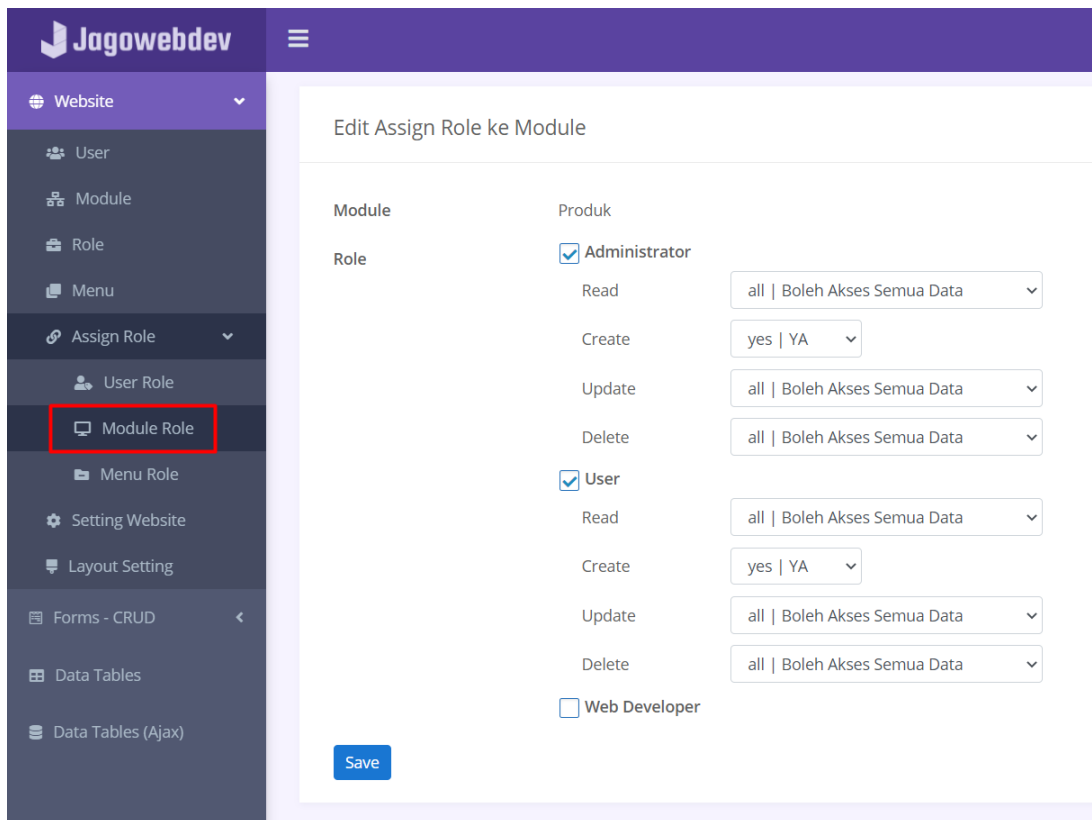 Jagowebdev
Website
User
Module
Role
Menu
Assign Role
User Role
Module Role
Menu Role
Setting Website
Layout Setting
Forms - CRUD
Data Tables
Data Tables (Ajax)
Edit Assign Role ke Module
Module Produk
Role Administrator
Read all | Boleh Akses Semua Data
Create yes | YA
Update all | Boleh Akses Semua Data
Delete all | Boleh Akses Semua Data
User
Read all | Boleh Akses Semua Data
Create yes | YA
Update all | Boleh Akses Semua Data
Delete all | Boleh Akses Semua Data
Web Developer
Save